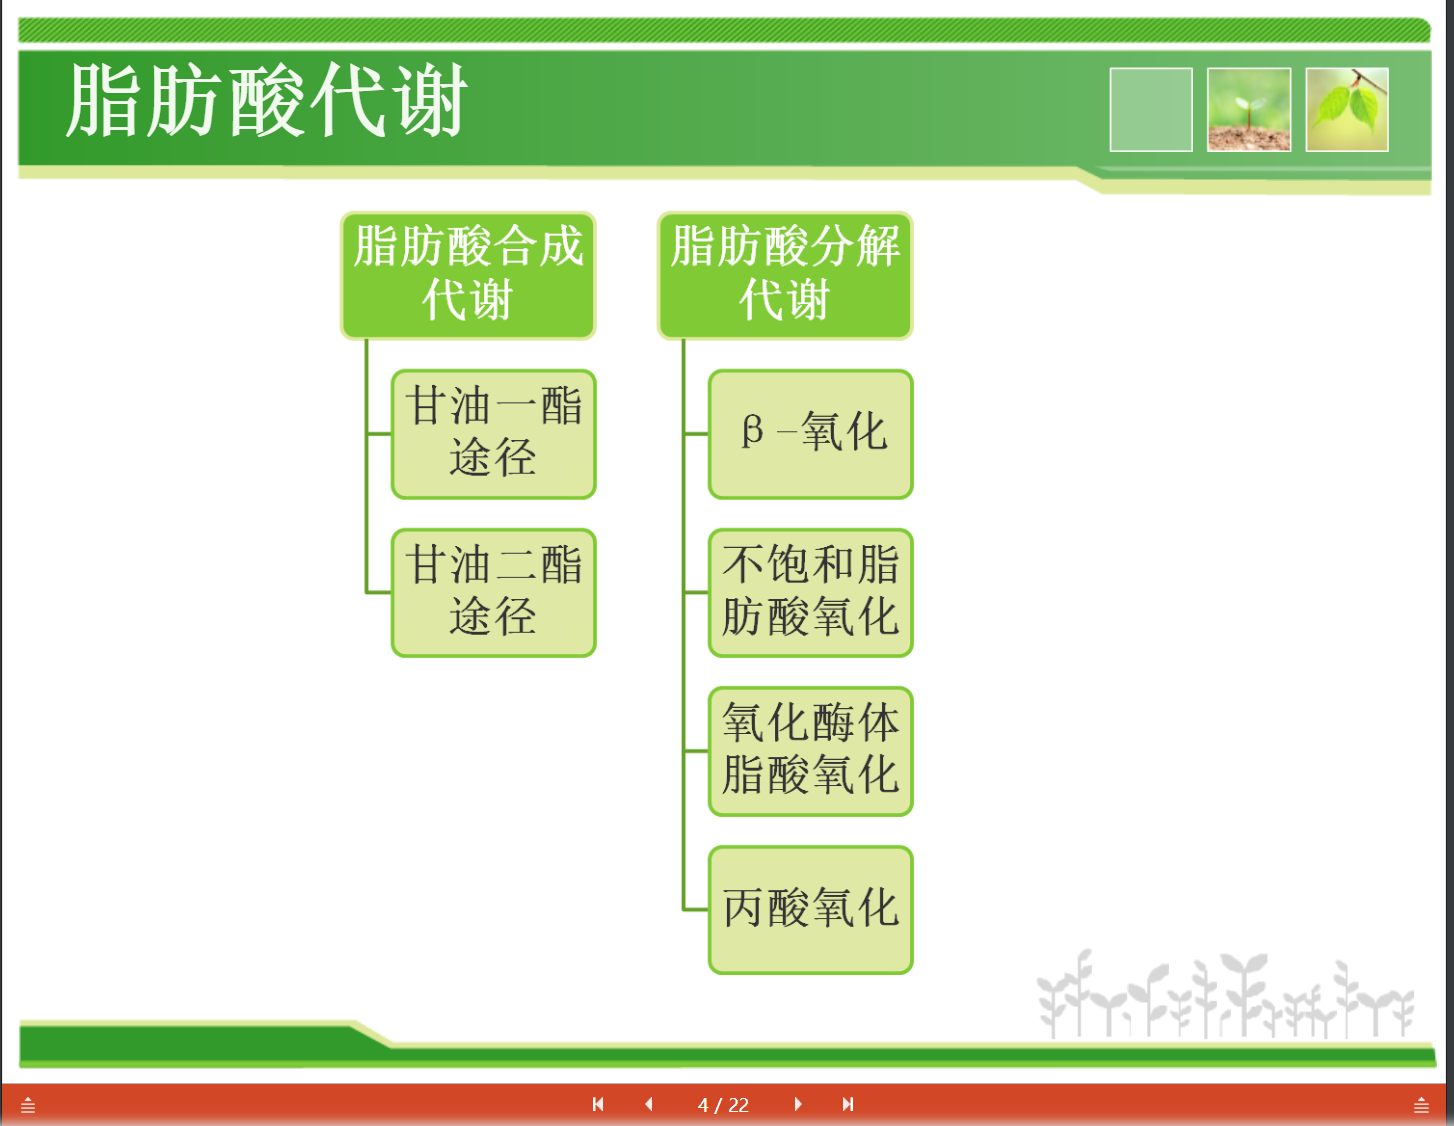 脂肪酸代谢
脂肪酸合成
代谢
甘油一酯
途径
甘油二酯
途径
脂肪酸分解
代谢
β-氧化
不饱和脂
肪酸氧化
氧化酶体
脂酸氧化
丙酸氧化
4 / 22